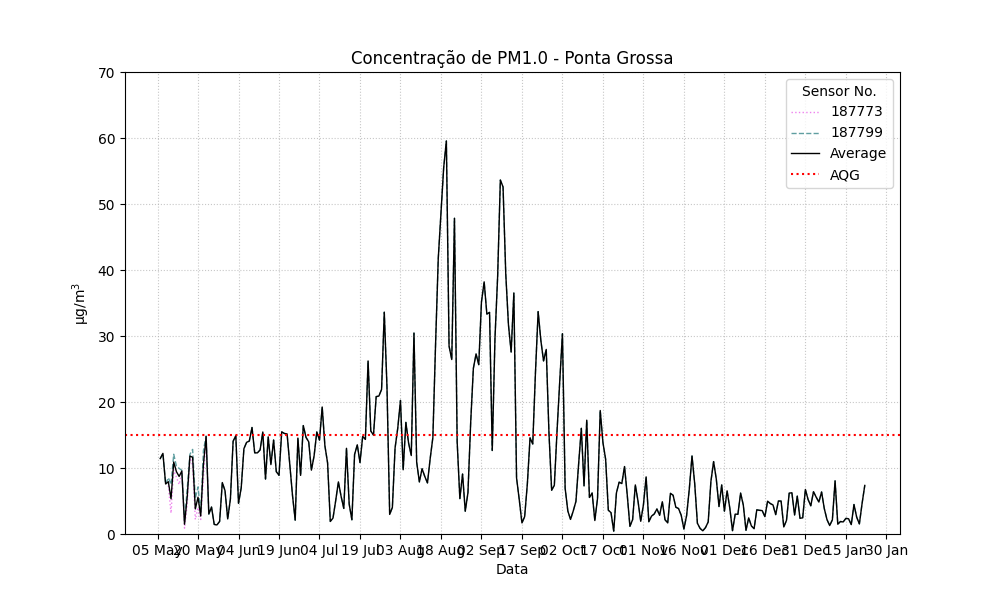 Concentração de PM1.0 - Ponta Grossa
70
60
50
40
30
20
10
0
µg/m³
Sensor No.
187773
187799
Average
AQG
05 May 20 May 04 Jun 19 Jun 04 Jul 19 Jul 03 Aug 18 Aug 02 Sep 17 Sep 02 Oct 17 Oct 01 Nov 16 Nov 01 Dec 16 Dec 31 Dec 15 Jan 30 Jan
Data